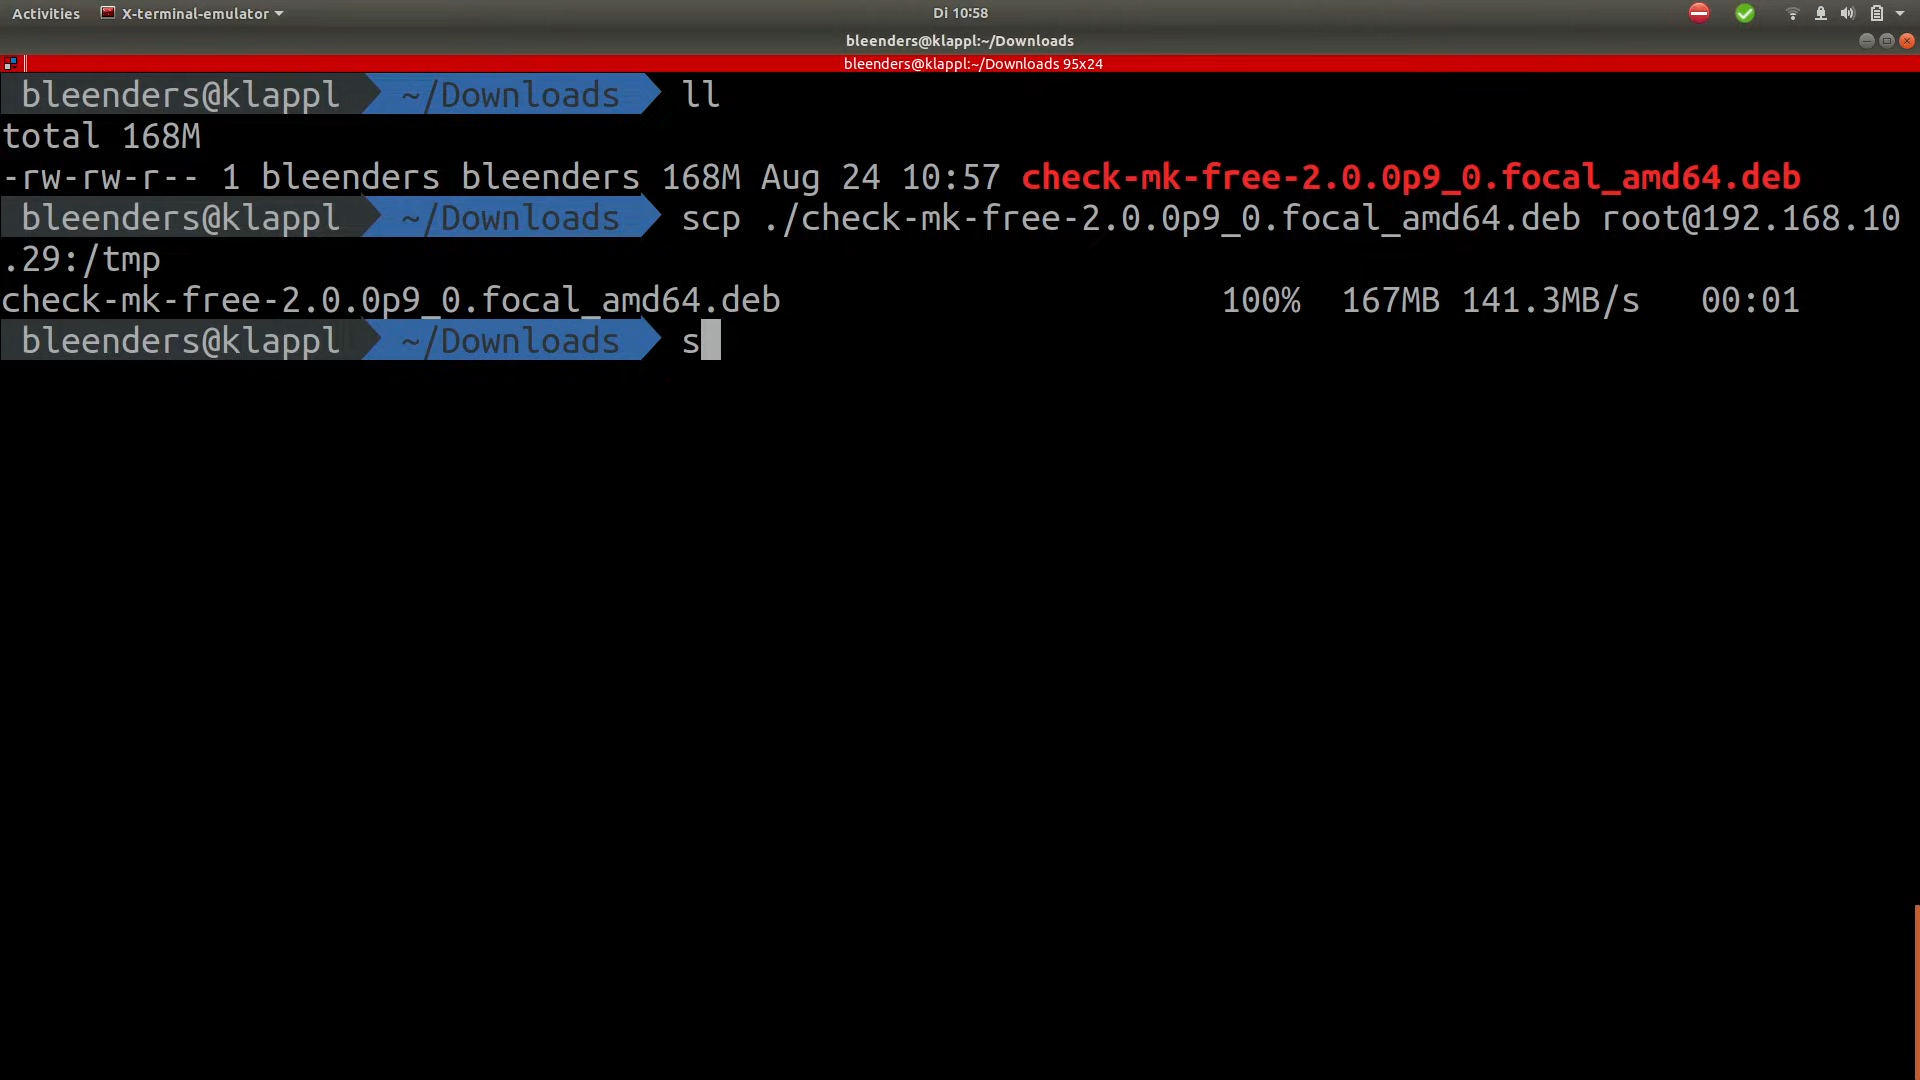 Activities X-terminal-emulator Di 10:58
bleenders@klappl:~/Downloads
bleenders@klappl:~/Downloads 95x24
bleenders@klappl ~/Downloads ll
total 168M
-rw-rw-r-- 1 bleenders bleenders 168M Aug 24 10:57 check-mk-free-2.0.0p9_0.focal_amd64.deb
bleenders@klappl ~/Downloads scp ./check-mk-free-2.0.0p9_0.focal_amd64.deb root@192.168.10
.29:/tmp
check-mk-free-2.0.0p9_0.focal_amd64.deb 100% 167MB 141.3MB/s 00:01
bleenders@klappl ~/Downloads s